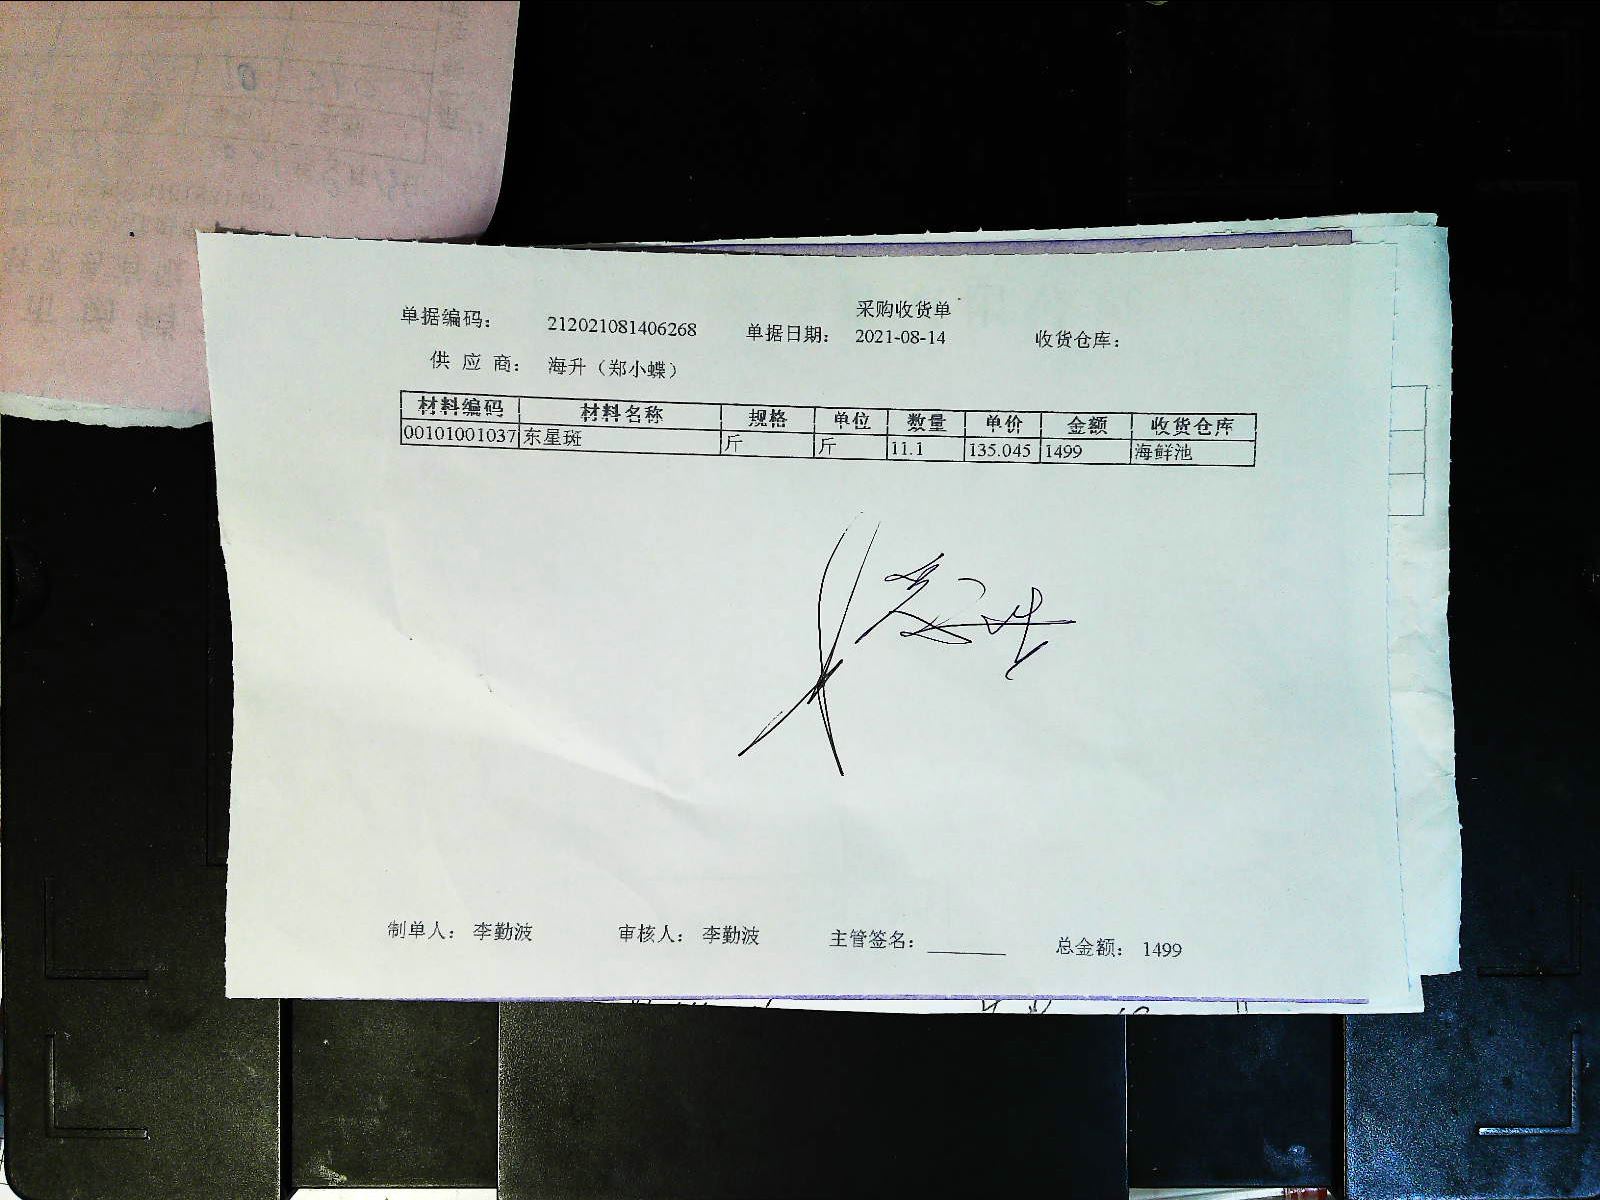 采购收货单
单据编码： 212021081406268 单据日期： 2021-08-14 收货仓库：
供 应 商： 海升（郑小蝶）
材料编码 材料名称 规格 单位 数量 单价 金额 收货仓库
00101001037 东星斑 斤 斤 11.1 135.045 1499 海鲜池
制单人： 李勤波 审核人： 李勤波 主管签名： 总金额： 1499